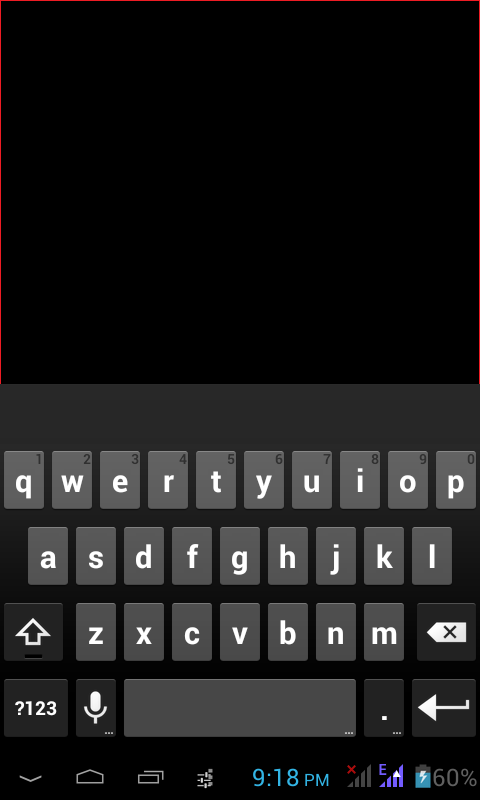 1 2 3 4 5 6 7 8 9 0
q w e r t y u i o p
a s d f g h j k l
z x c v b n m
?123 ... ... . ...
9:18 PM E 60%